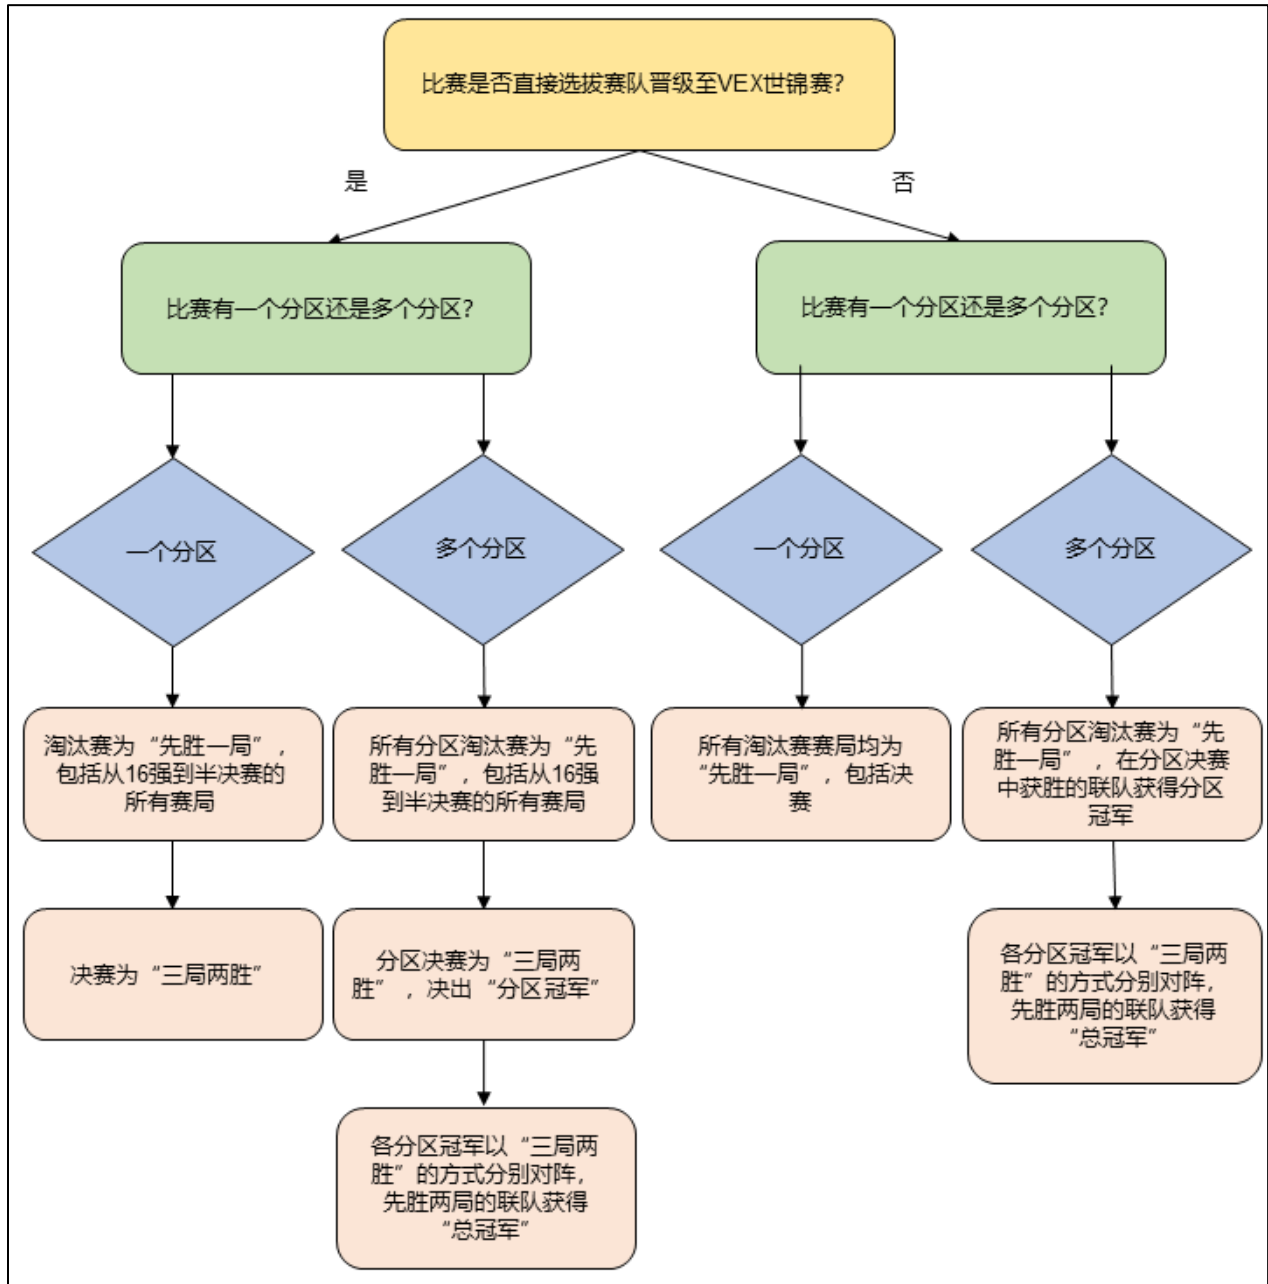 比赛是否直接选拔赛队晋级至VEX世锦赛？
是
否
比赛有一个分区还是多个分区？
比赛有一个分区还是多个分区？
一个分区
多个分区
一个分区
多个分区
淘汰赛为“先胜一局”，
包括从16强到半决赛的
所有赛局
所有分区淘汰赛为“先
胜一局”，包括从16强
到半决赛的所有赛局
所有淘汰赛赛局均为
“先胜一局”，包括决
赛
所有分区淘汰赛为“先
胜一局”，在分区决赛
中获胜的联队获得分区
冠军
决赛为“三局两胜”
分区决赛为“三局两
胜”，决出“分区冠军”
各分区冠军以“三局两
胜”的方式分别对阵，
先胜两局的联队获得
“总冠军”
各分区冠军以“三局两
胜”的方式分别对阵，
先胜两局的联队获得
“总冠军”